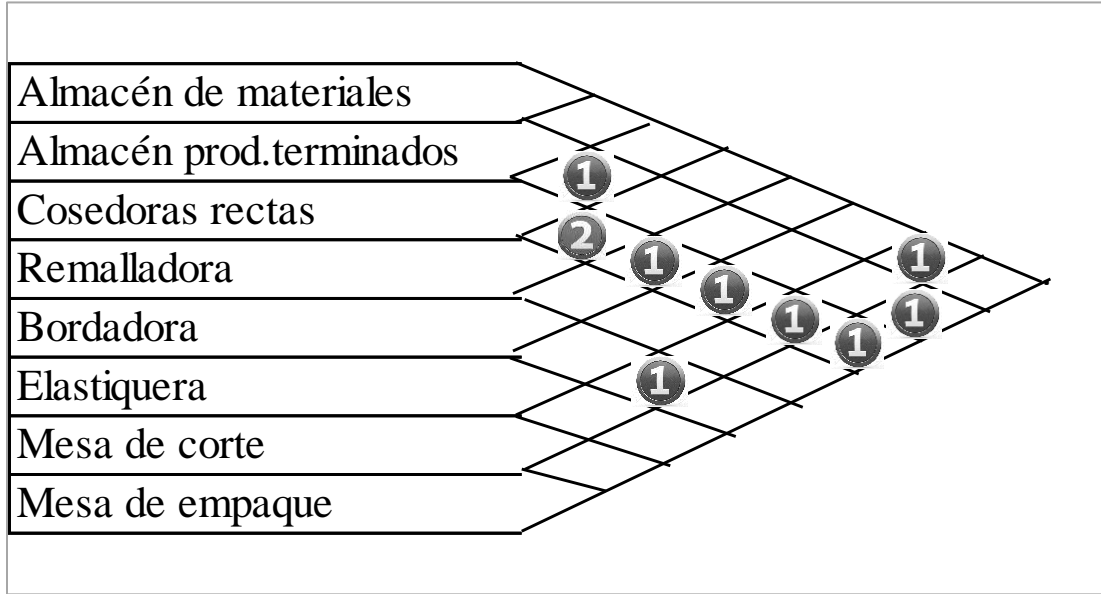 Almacén de materiales
Almacén prod.terminados
1
Cosedoras rectas
2
Remalladora
1
1
1
Bordadora
1
1
1
Elastiquera
1
Mesa de corte
Mesa de empaque